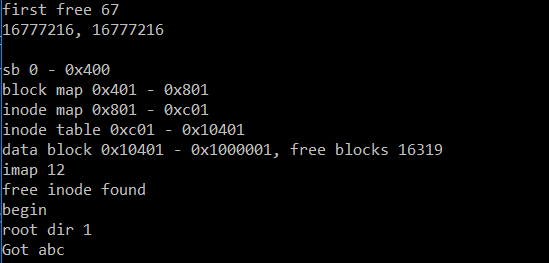 first free 67
16777216, 16777216
sb 0 - 0x400
block map 0x401 - 0x801
inode map 0x801 - 0xc01
inode table 0xc01 - 0x10401
data block 0x10401 - 0x1000001, free blocks 16319
imap 12
free inode found
begin
root dir 1
Got abc